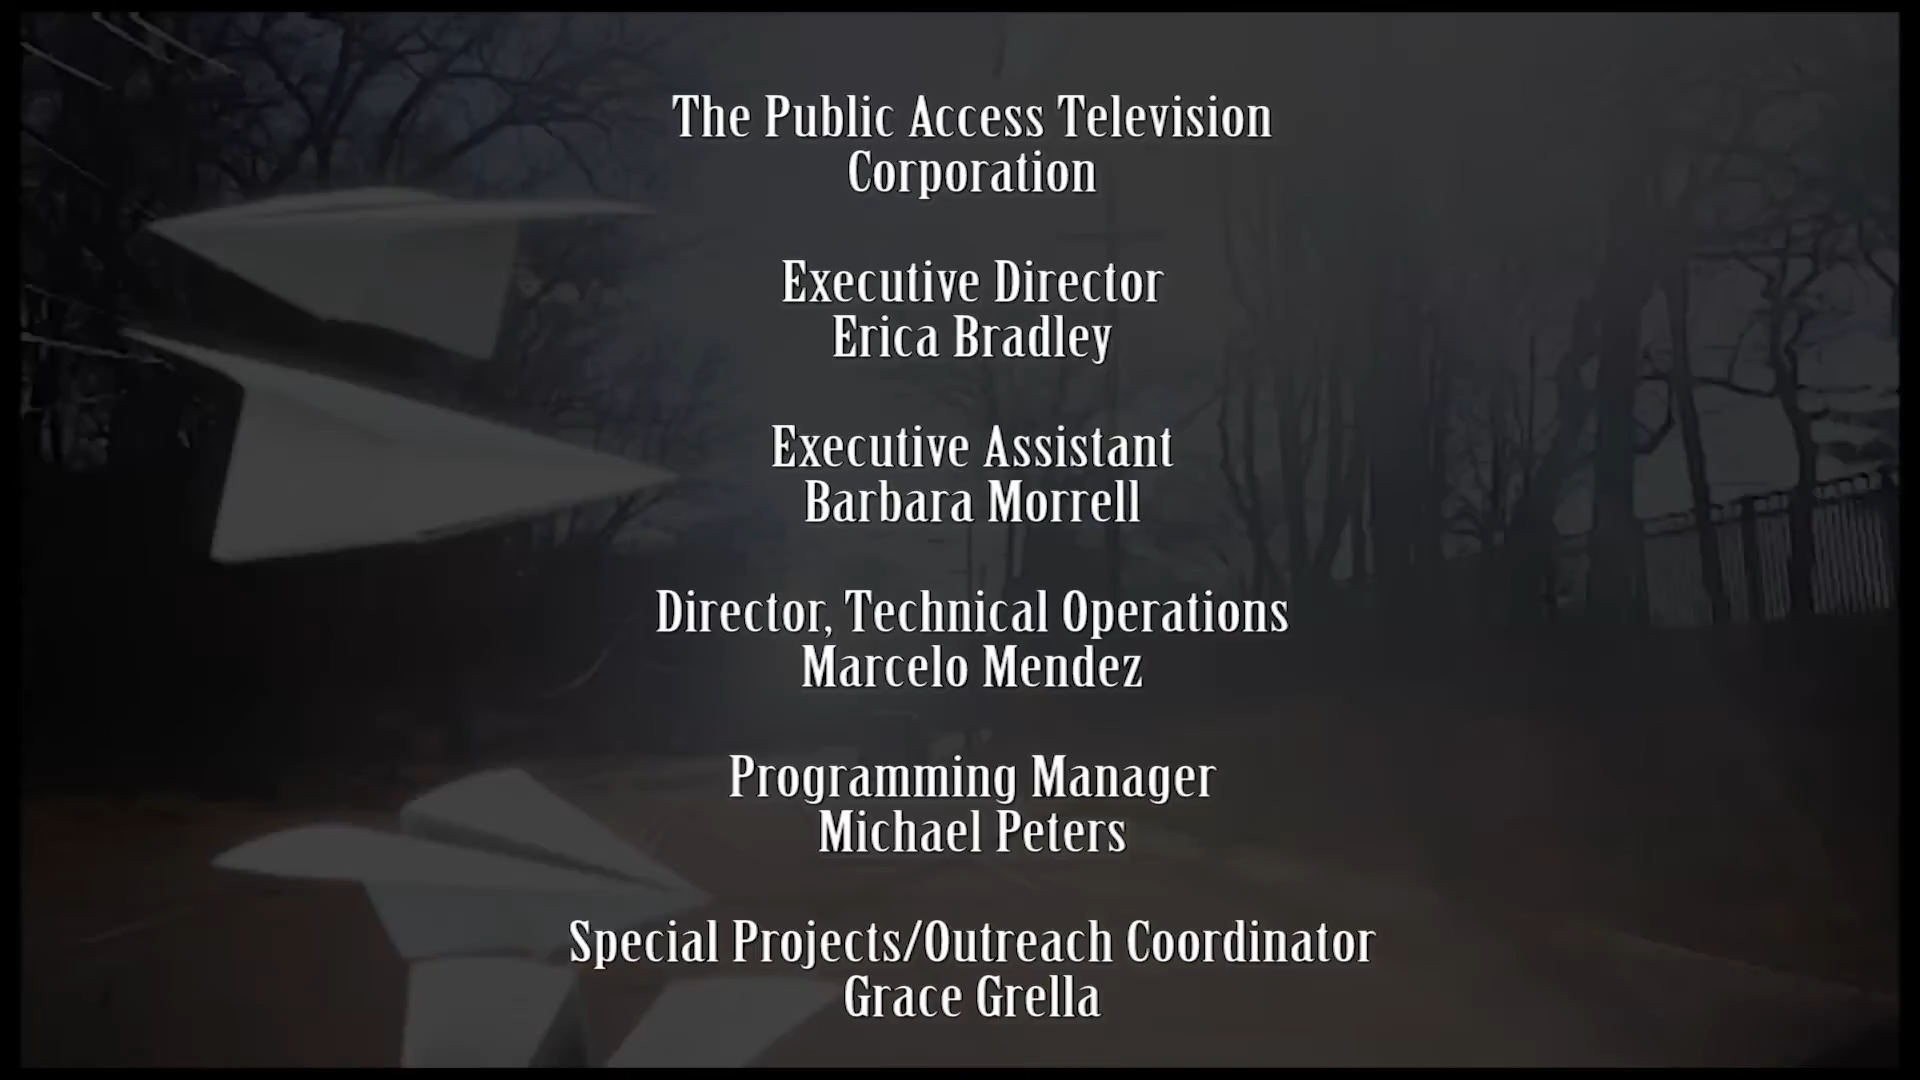 The Public Access Television
Corporation
Executive Director
Erica Bradley
Executive Assistant
Barbara Morrell
Director, Technical Operations
Marcelo Mendez
Programming Manager
Michael Peters
Special Projects/Outreach Coordinator
Grace Grella